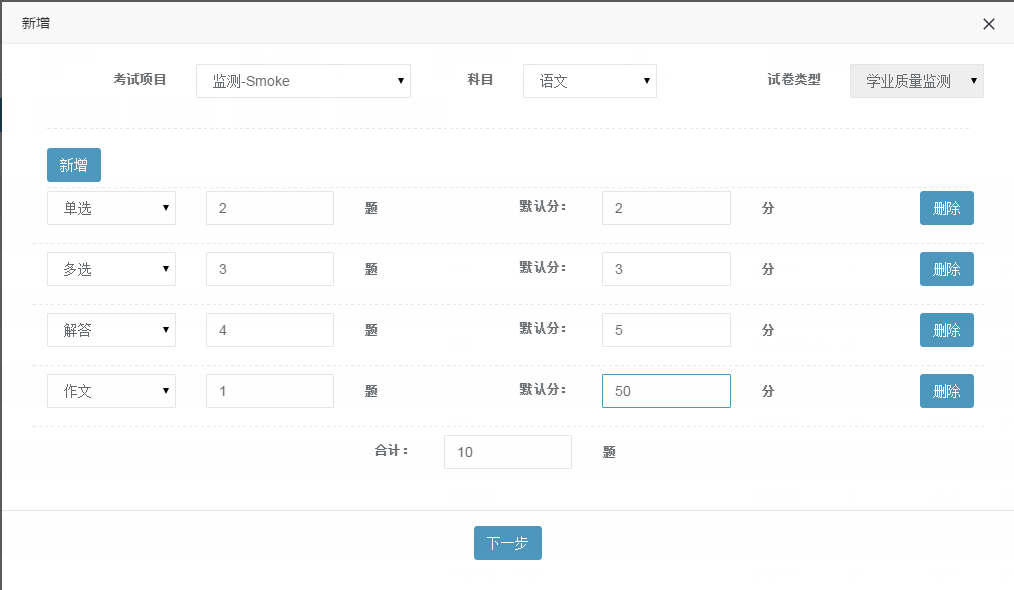 新增
考试项目 监测-Smoke 科目 语文 试卷类型 学业质量监测
新增
单选 2 题 默认分： 2 分 删除
多选 3 题 默认分： 3 分 删除
解答 4 题 默认分： 5 分 删除
作文 1 题 默认分： 50 分 删除
合计： 10 题
下一步